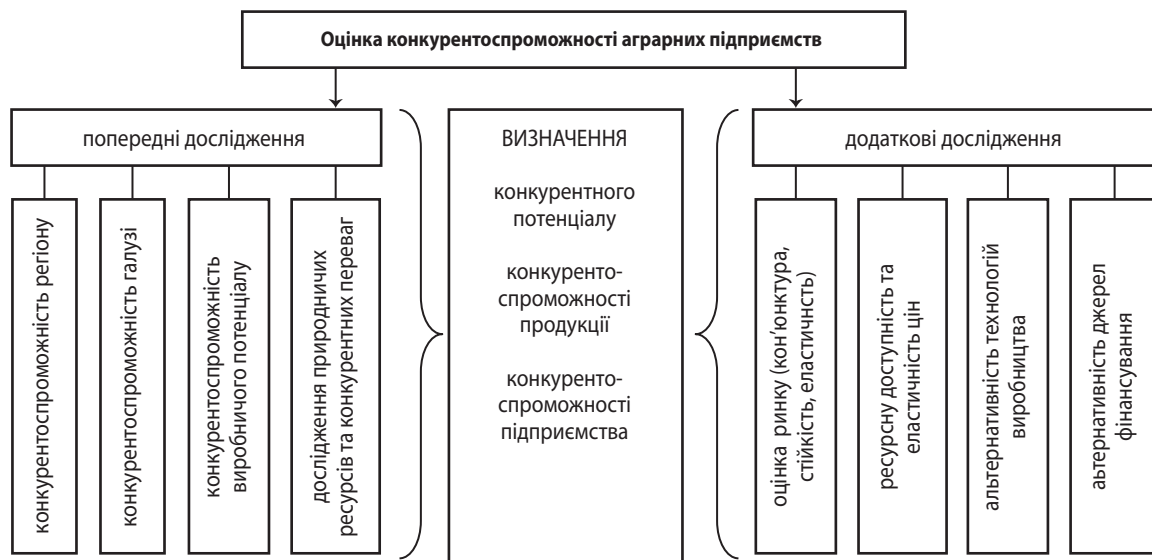 Оцінка конкурентоспроможності аграрних підприємств
попередні дослідження
конкурентоспроможність регіону
конкурентоспроможність галузі
конкурентоспроможність
виробничого потенціалу
дослідження природничих
ресурсів та конкурентних переваг
ВИЗНАЧЕННЯ
конкурентного
потенціалу
конкуренто-
спроможності
продукції
конкуренто-
спроможності
підприємства
додаткові дослідження
оцінка ринку (кон’юнктура,
стійкість, еластичнсть)
ресурсну доступність та
еластичність цін
альтернативність технологій
виробництва
аьтернативність джерел
фінансування